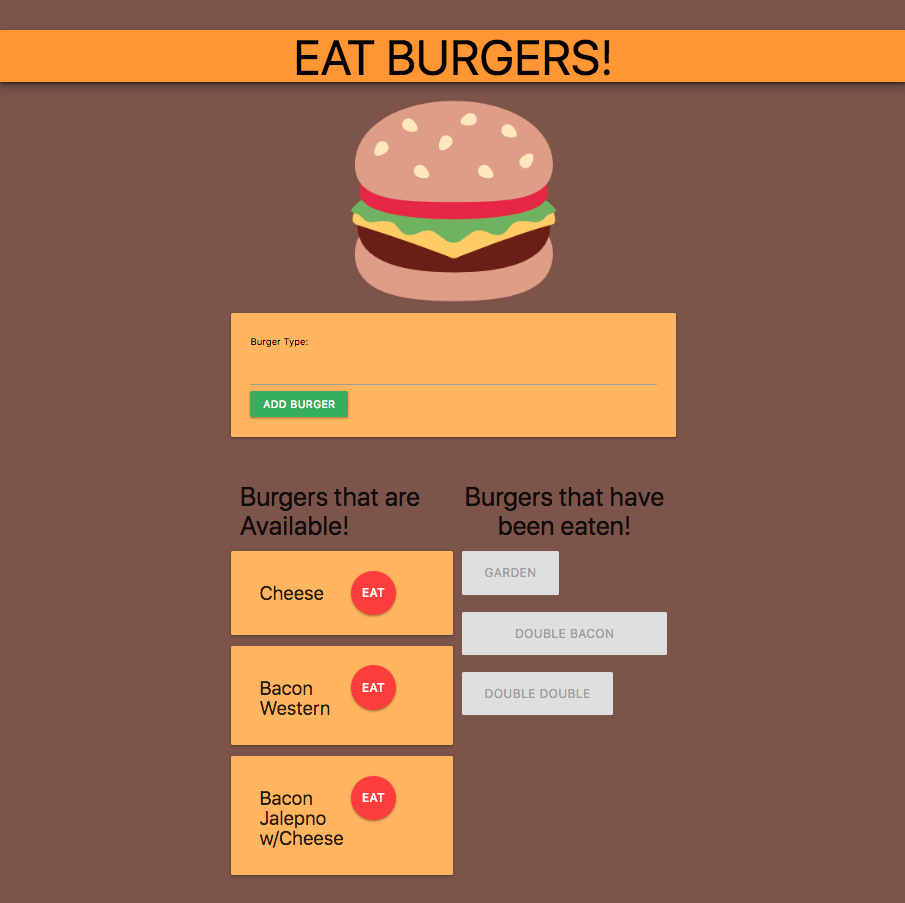 EAT BURGERS!
Burger Type:
ADD BURGER
Burgers that are
Available!
Cheese
EAT
Bacon
Western
EAT
Bacon
Jalepno
w/Cheese
EAT
Burgers that have
been eaten!
GARDEN
DOUBLE BACON
DOUBLE DOUBLE